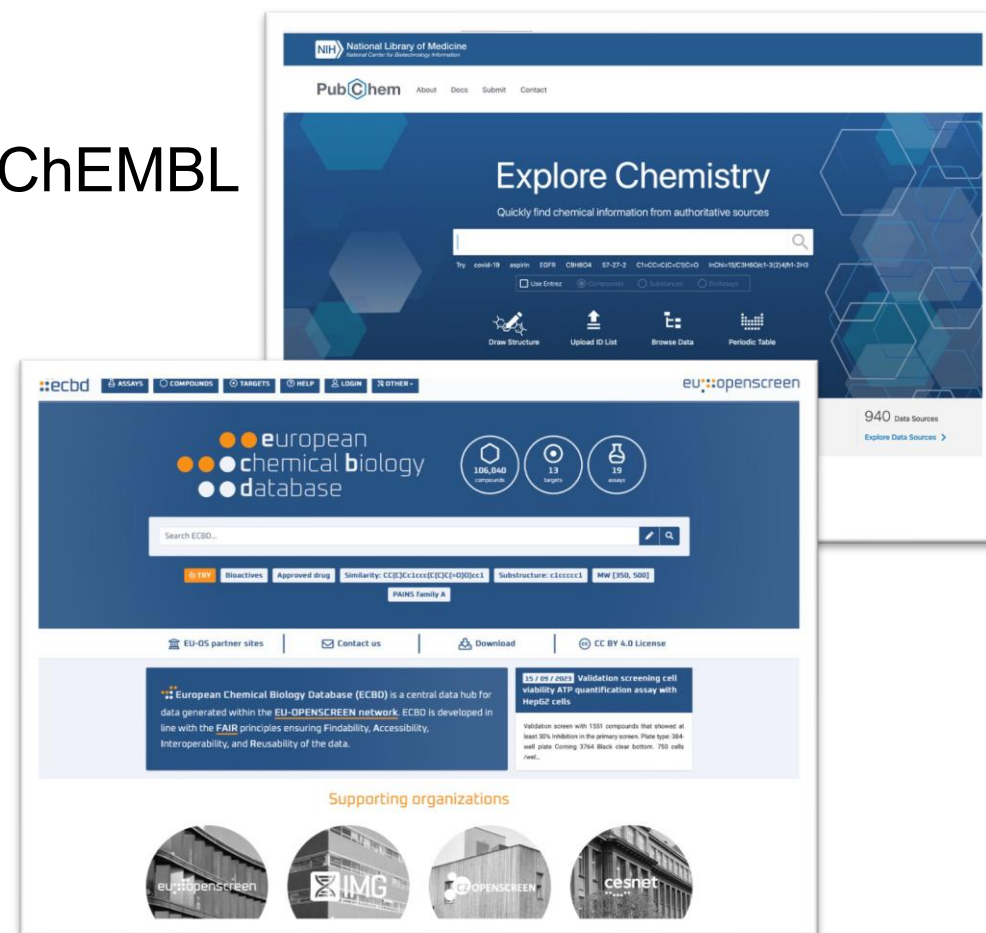 ChEMBL
NIH National Library of Medicine
National Center for Biotechnology Information
PubChem About Docs Submit Contact
Explore Chemistry
Quickly find chemical information from authoritative sources
Try covid-19 aspirin EGFR C9H8O4 57-27-2 C1=CC=C(C=C1)C=O InChI=1S/C3H6O/c1-3(2)4/h1-2H3
Use Entrez Compounds Substances BioAssays
Draw Structure Upload ID List Browse Data Periodic Table
940 Data Sources
Explore Data Sources >
ecbd ASSAYS COMPOUNDS TARGETS HELP LOGIN OTHER
eu openscreen
european
chemical biology
database
106,040 compounds
13 targets
19 assays
Search ECBD...
TRY Bioactives Approved drug Similarity: CC(C)Cc1ccc(C(C)C(=O)O)cc1 Substructure: c1ccccc1 MW [350, 500]
PAINS family A
EU-OS partner sites Contact us Download CC BY 4.0 License
European Chemical Biology Database (ECBD) is a central data hub for
data generated within the EU-OPENSCREEN network. ECBD is developed in
line with the FAIR principles ensuring Findability, Accessibility,
Interoperability, and Reusability of the data.
15 / 09 / 2023 Validation screening cell
viability ATP quantification assay with
HepG2 cells
Validation screen with 1551 compounds that showed at
least 30% inhibition in the primary screen. Plate type: 384-
well plate Corning 3764 Black clear bottom. 750 cells
/wel...
Supporting organizations
eu openscreen
IMG
CZ OPENSCREEN
cesnet